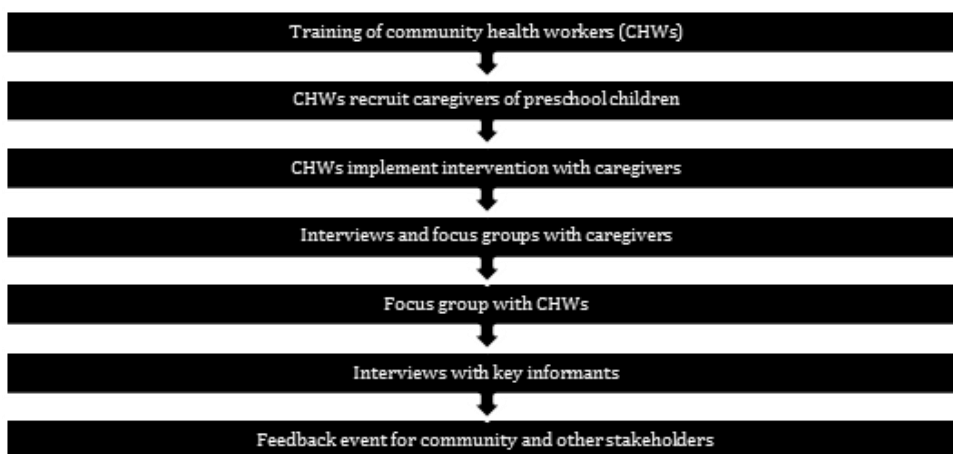 Training of community health workers (CHWs)
CHWs recruit caregivers of preschool children
CHWs implement intervention with caregivers
Interviews and focus groups with caregivers
Focus group with CHWs
Interviews with key informants
Feedback event for community and other stakeholders